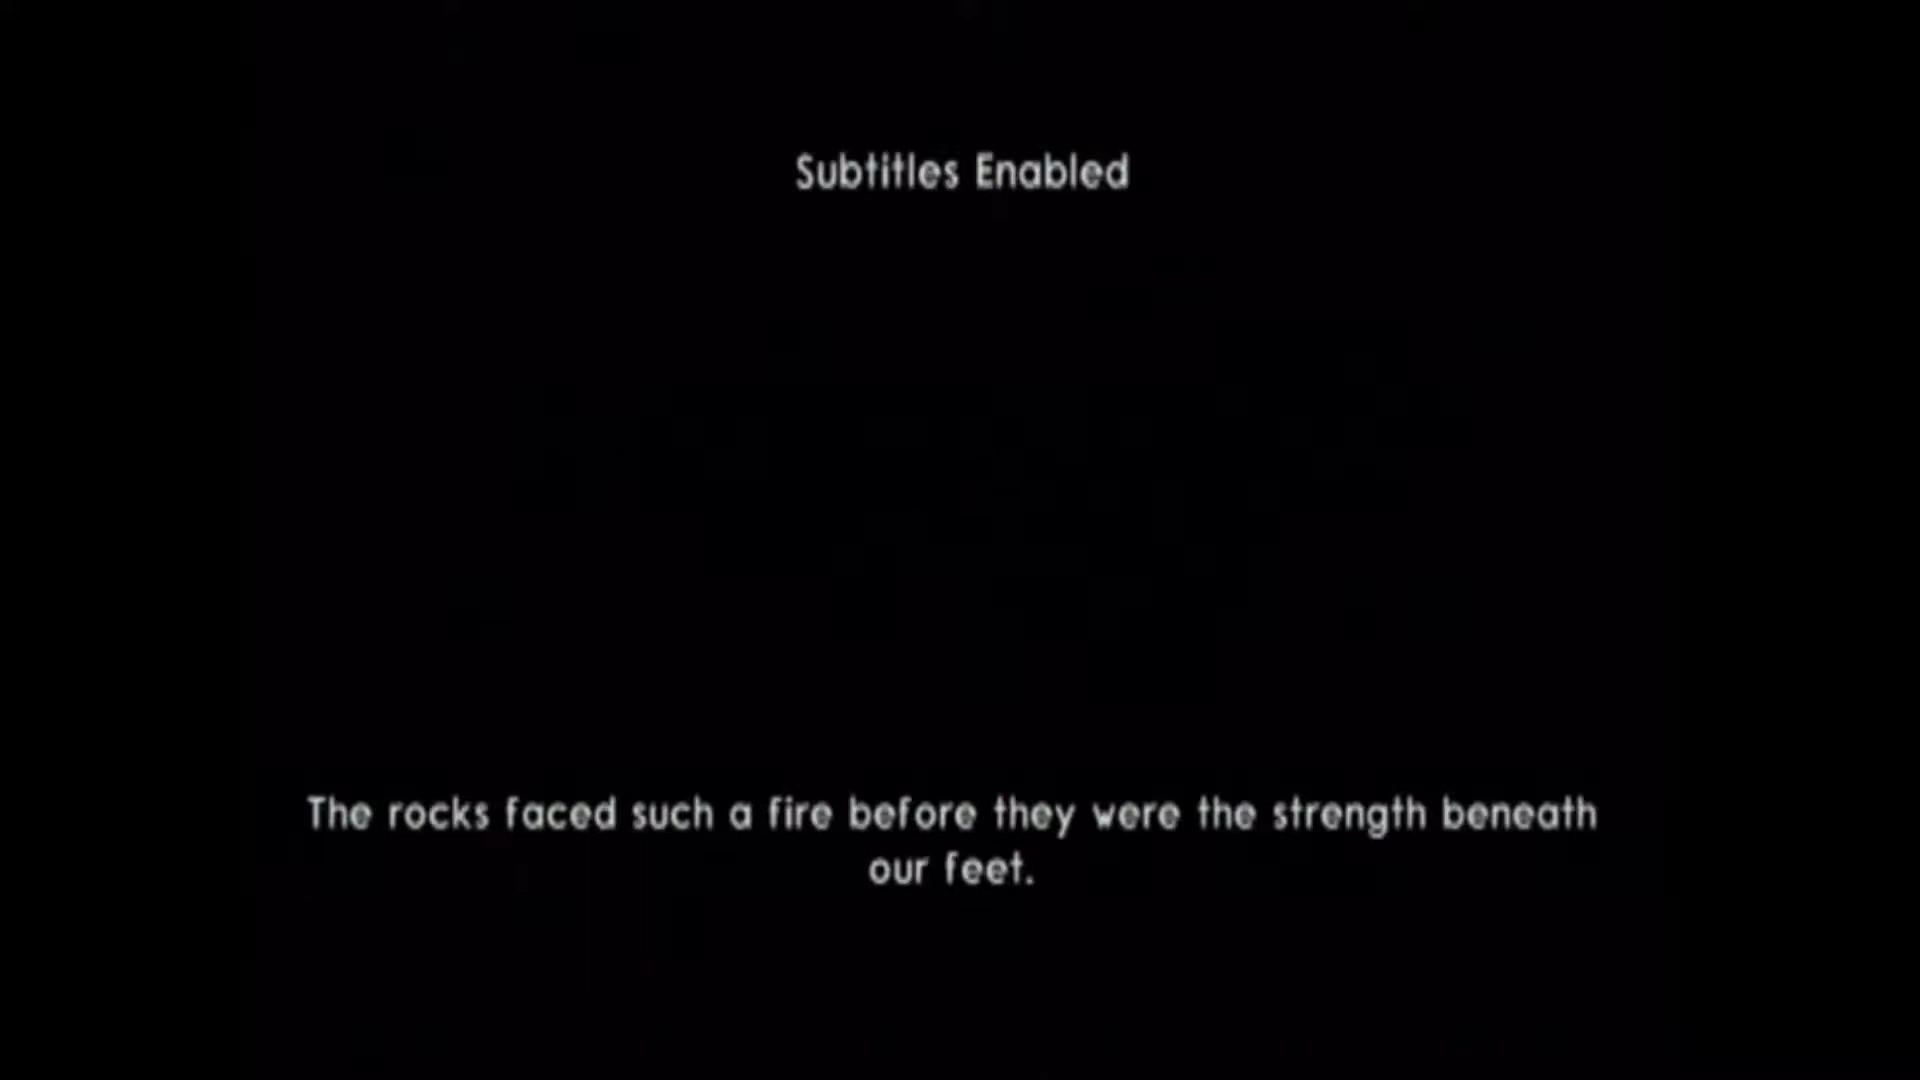 Subtitles Enabled
The rocks faced such a fire before they were the strength beneath
our feet.